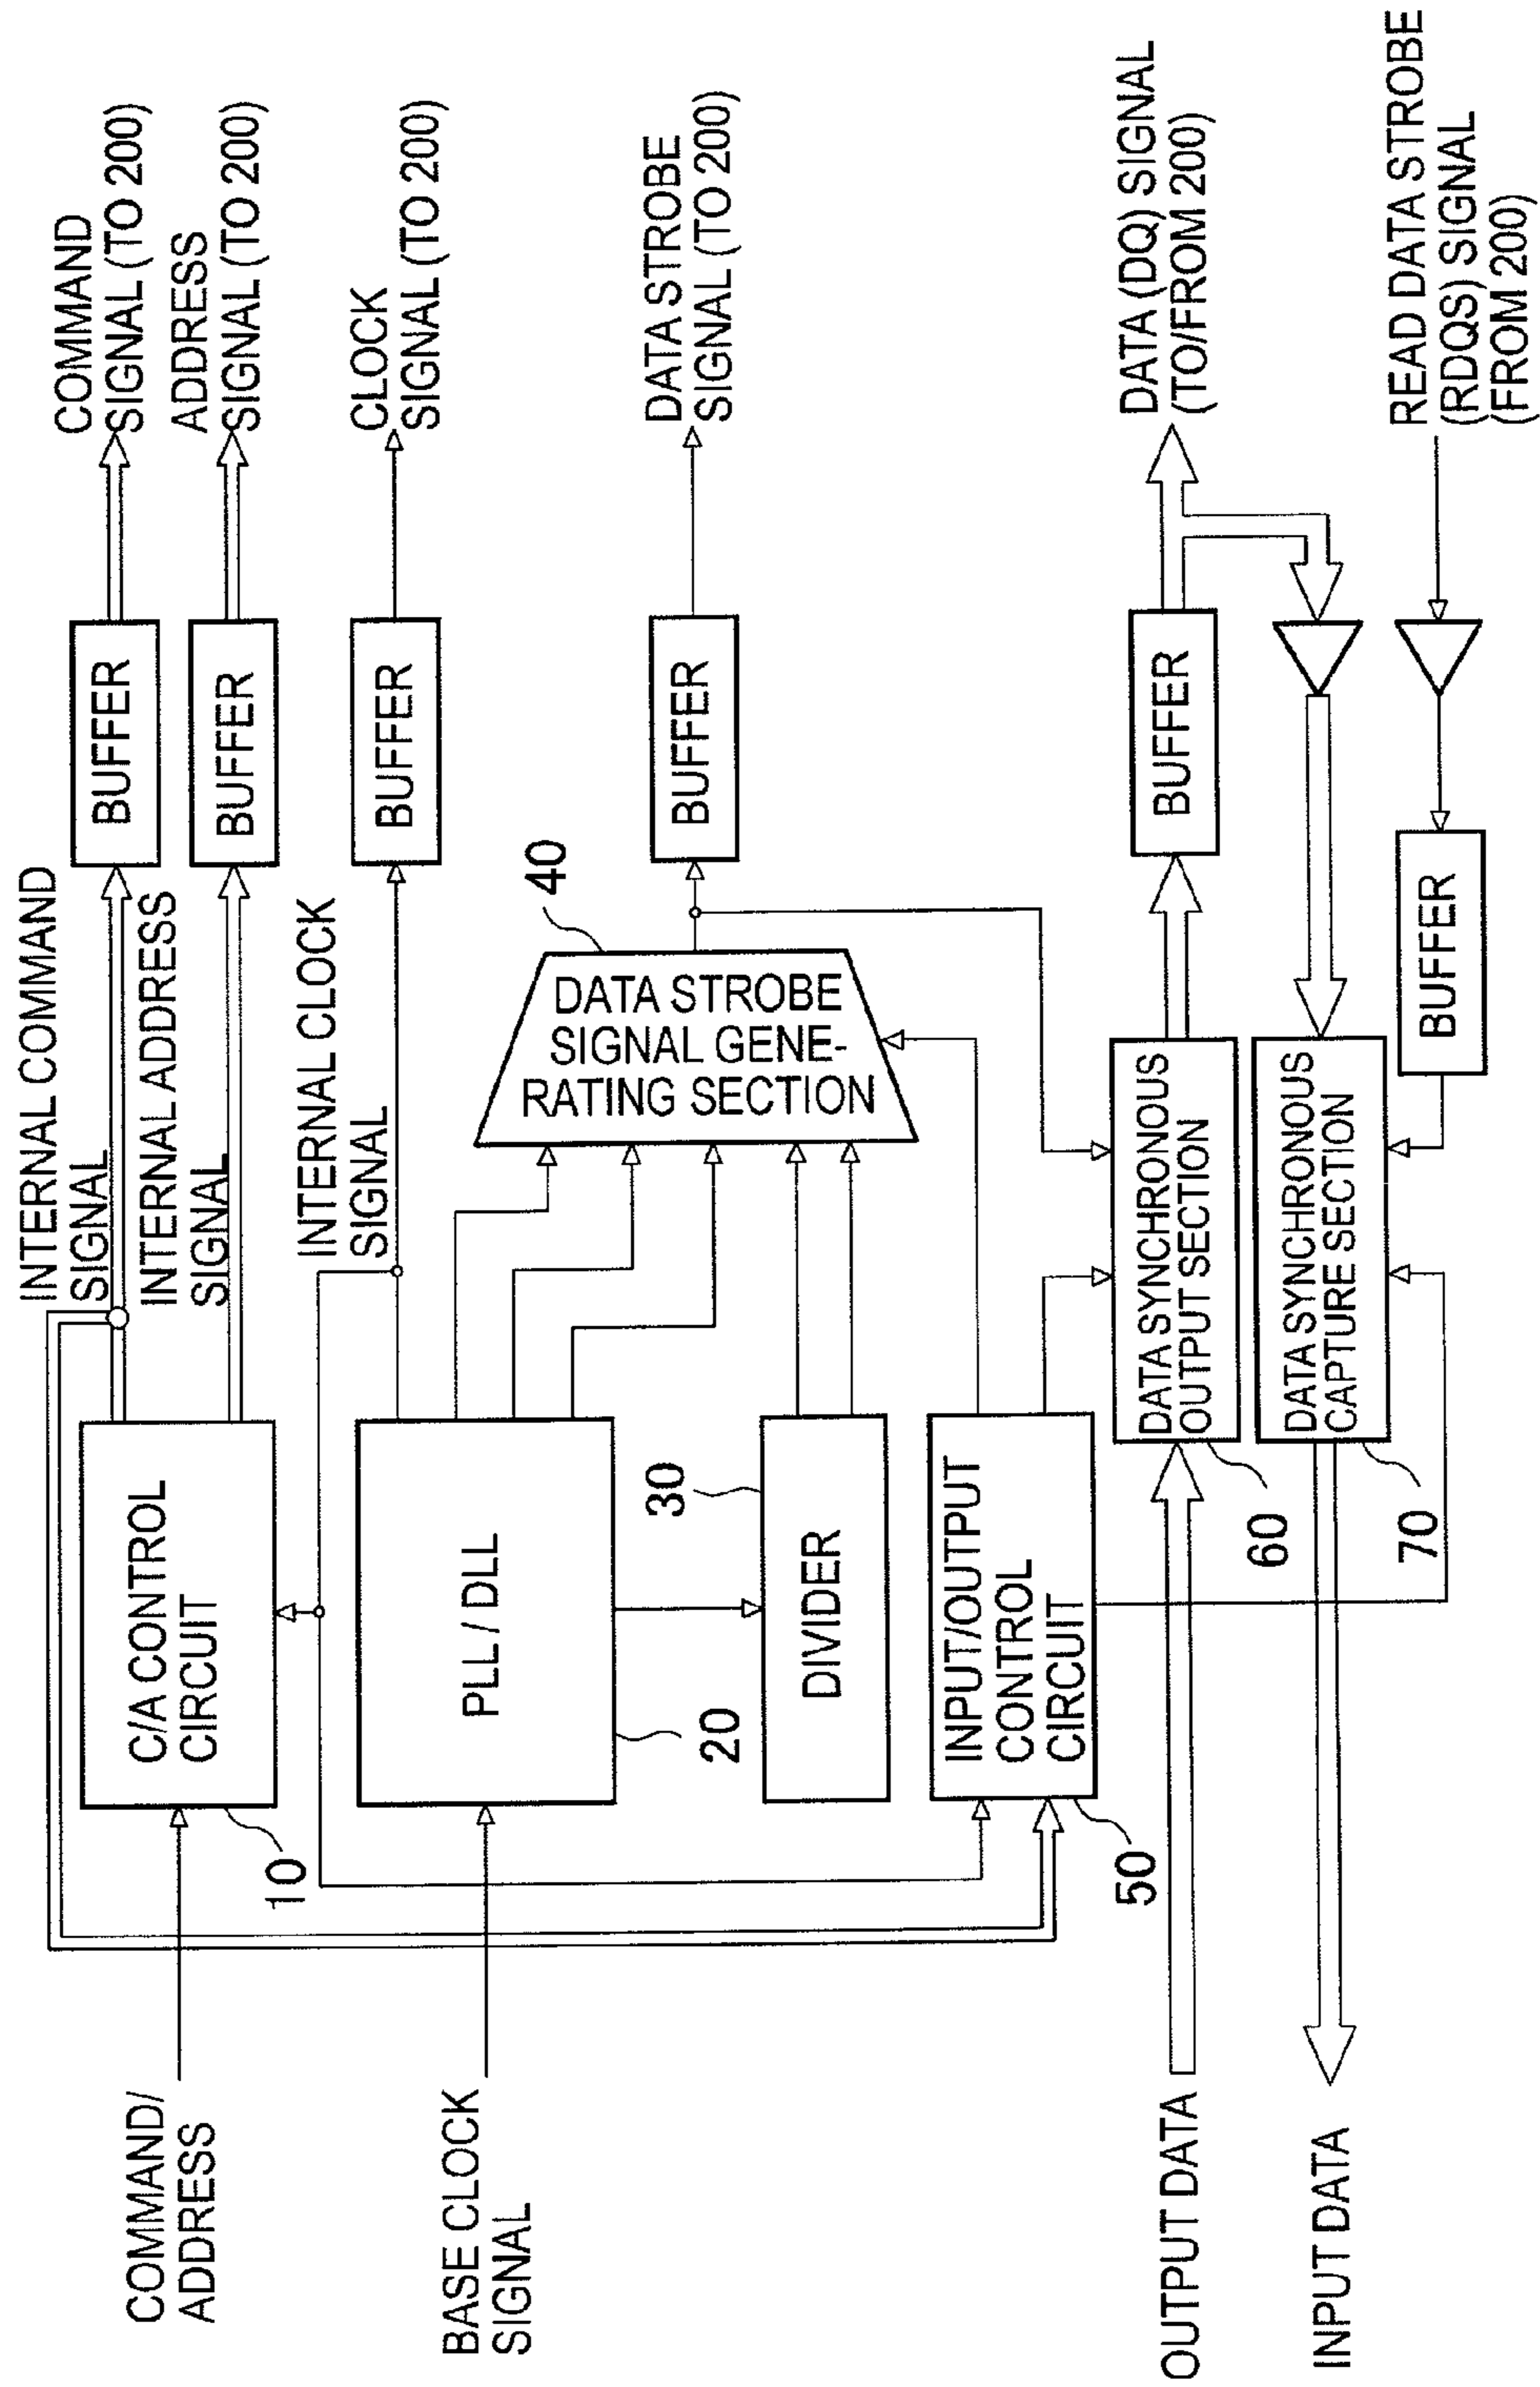 COMMAND/
ADDRESS
10
C/A CONTROL
CIRCUIT
INTERNAL COMMAND
SIGNAL
INTERNAL ADDRESS
SIGNAL
BUFFER
BUFFER
COMMAND
SIGNAL (TO 200)
ADDRESS
SIGNAL (TO 200)
BASE CLOCK
SIGNAL
PLL / DLL
20
INTERNAL CLOCK
SIGNAL
BUFFER
CLOCK
SIGNAL (TO 200)
30
DIVIDER
40
DATA STROBE
SIGNAL GENE-
RATING SECTION
BUFFER
DATA STROBE
SIGNAL (TO 200)
INPUT/OUTPUT
CONTROL
CIRCUIT
50
OUTPUT DATA
DATA SYNCHRONOUS
OUTPUT SECTION
60
BUFFER
DATA (DQ) SIGNAL
(TO/FROM 200)
INPUT DATA
DATA SYNCHRONOUS
CAPTURE SECTION
70
BUFFER
READ DATA STROBE
(RDQS) SIGNAL
(FROM 200)